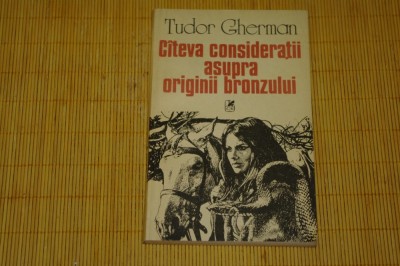 Tudor Gherman
Cîteva considerații
asupra
originii bronzului